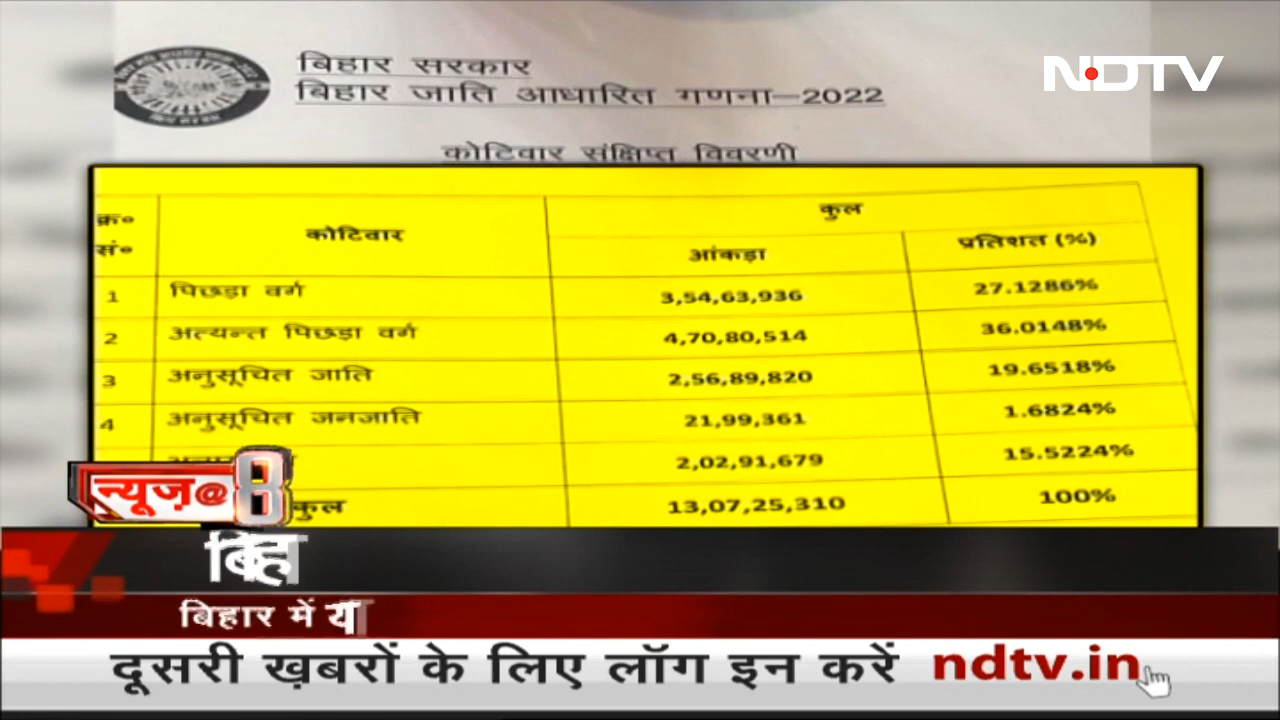 NDTV
बिहार सरकार
बिहार जाति आधारित गणना–2022
कोटिवार संक्षिप्त विवरणी
क्र० सं० कोटिवार कुल
आंकड़ा प्रतिशत (%)
1 पिछड़ा वर्ग 3,54,63,936 27.1286%
2 अत्यन्त पिछड़ा वर्ग 4,70,80,514 36.0148%
3 अनुसूचित जाति 2,56,89,820 19.6518%
4 अनुसूचित जनजाति 21,99,361 1.6824%
2,02,91,679 15.5224%
कुल 13,07,25,310 100%
न्यूज़@8
बिह
बिहार में य
दूसरी ख़बरों के लिए लॉग इन करें ndtv.in